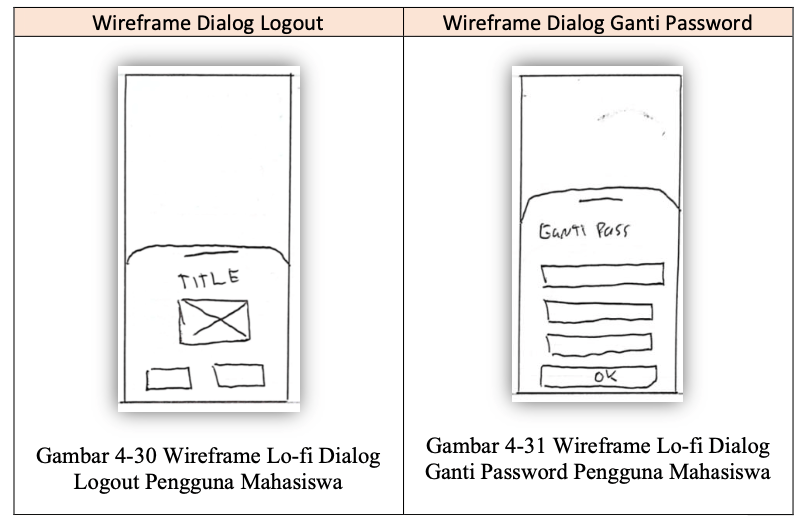 Wireframe Dialog Logout
Wireframe Dialog Ganti Password
TITLE
Gambar 4-30 Wireframe Lo-fi Dialog
Logout Pengguna Mahasiswa
GANTI PASS
OK
Gambar 4-31 Wireframe Lo-fi Dialog
Ganti Password Pengguna Mahasiswa